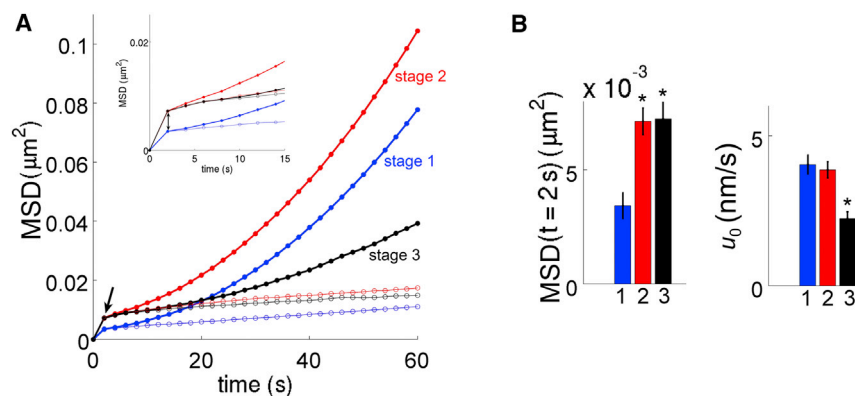 A
MSD(μm²)
0.1
0.08
0.06
0.04
0.02
0
0
20
40
60
time (s)
stage 2
stage 1
stage 3
MSD (μm²)
0.02
0
0
5
10
15
time (s)
B
x 10⁻³
MSD(t = 2 s) (μm²)
5
0
* *
1 2 3
u₀ (nm/s)
5
0
*
1 2 3